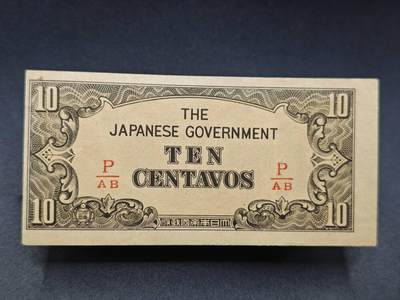 10 10
THE
JAPANESE GOVERNMENT
TEN
CENTAVOS
P/AB P/AB
10 10